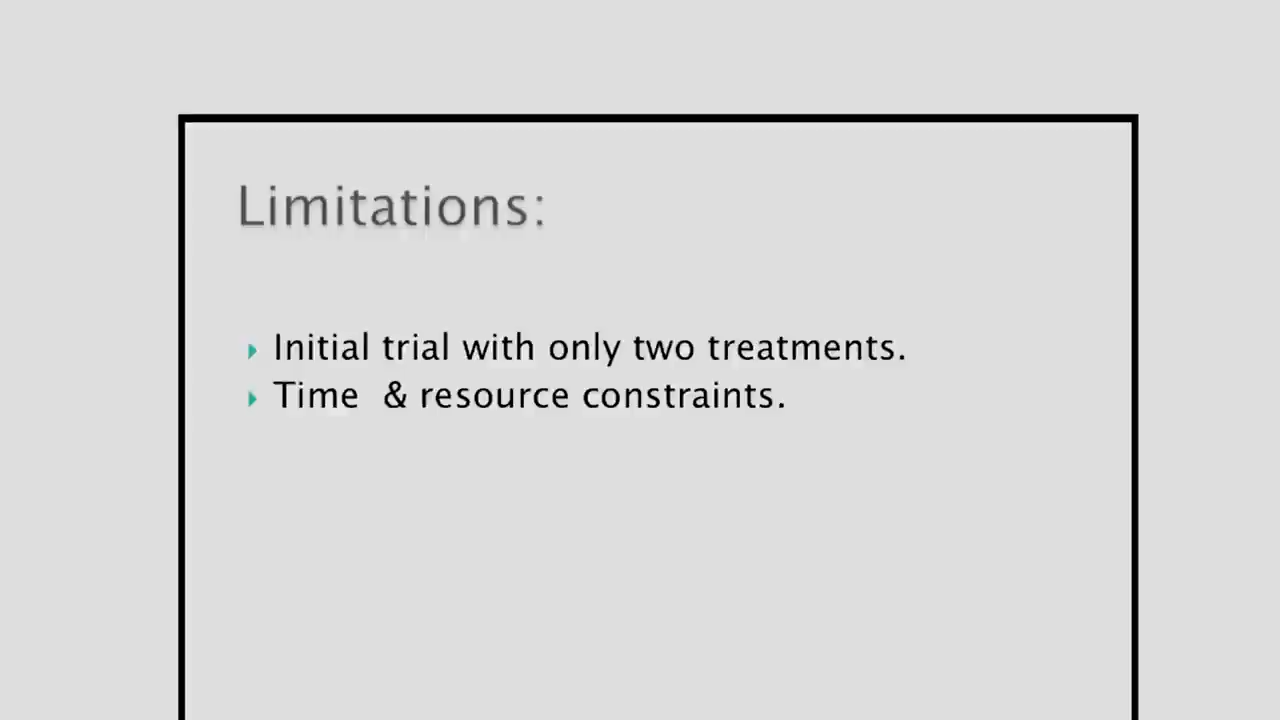 Limitations:
Initial trial with only two treatments.
Time  & resource constraints.